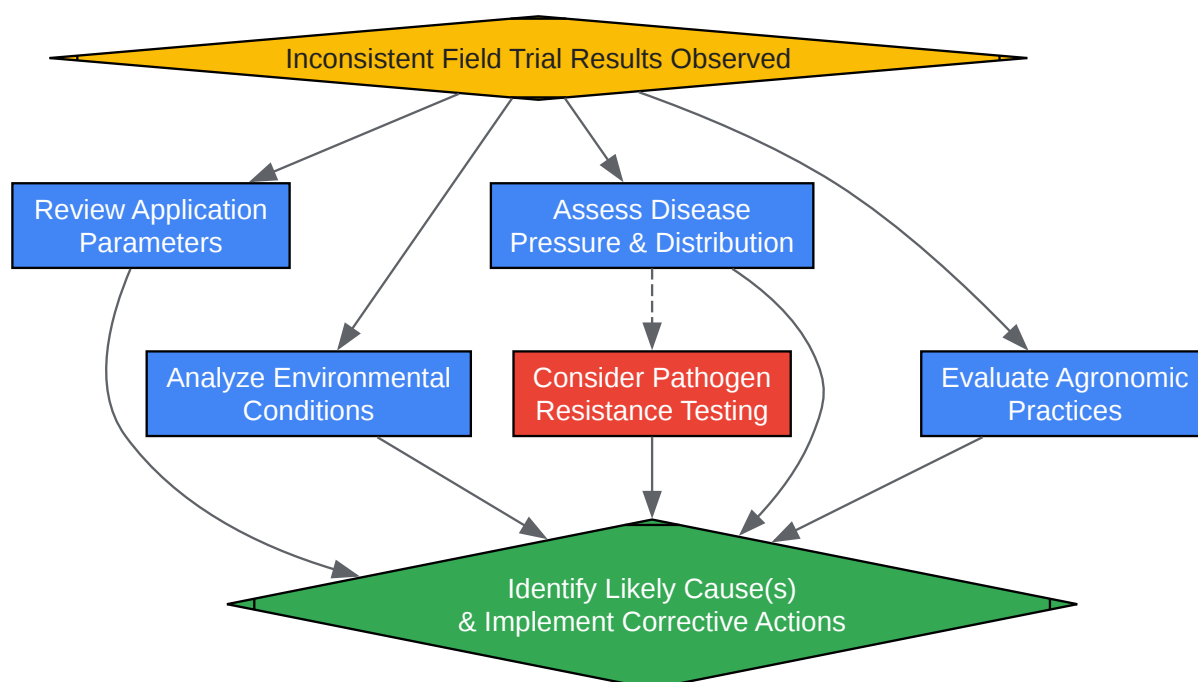 Inconsistent Field Trial Results Observed
Review Application
Parameters
Assess Disease
Pressure & Distribution
Analyze Environmental
Conditions
Consider Pathogen
Resistance Testing
Evaluate Agronomic
Practices
Identify Likely Cause(s)
& Implement Corrective Actions